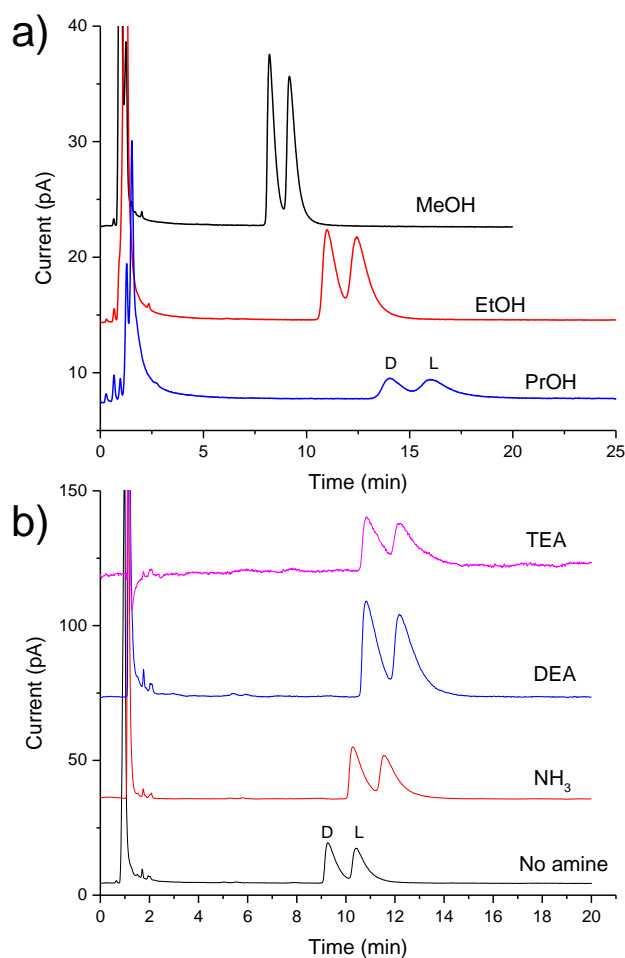 a)
40
30
20
10
Current (pA)
MeOH
EtOH
D L
PrOH
0 5 10 15 20 25
Time (min)
b)
150
100
50
0
Current (pA)
TEA
DEA
NH₃
D L
No amine
0 2 4 6 8 10 12 14 16 18 20
Time (min)